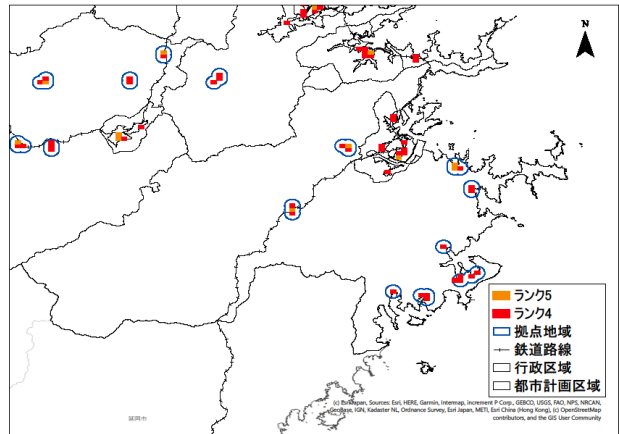 N
ランク5
ランク4
拠点地域
鉄道路線
行政区域
都市計画区域
延岡市
(c) Esri Japan, Sources: Esri, HERE, Garmin, Intermap, increment P Corp., GEBCO, USGS, FAO, NPS, NRCAN,
GeoBase, IGN, Kadaster NL, Ordnance Survey, Esri Japan, METI, Esri China (Hong Kong), (c) OpenStreetMap
contributors, and the GIS User Community